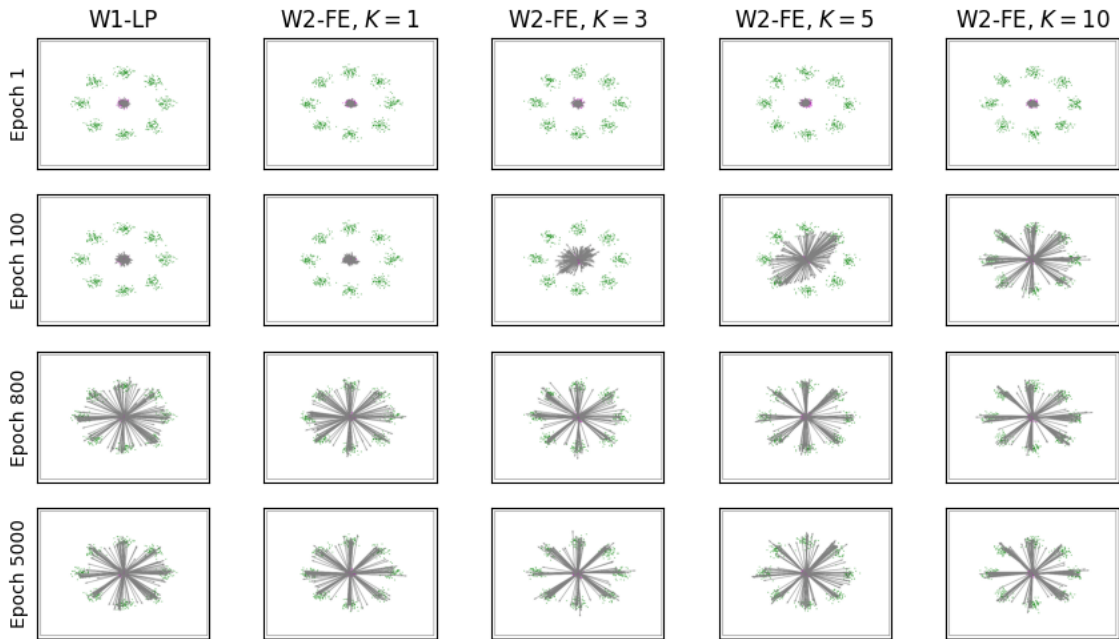 W1-LP
W2-FE, K = 1
W2-FE, K = 3
W2-FE, K = 5
W2-FE, K = 10
Epoch 1
Epoch 100
Epoch 800
Epoch 5000